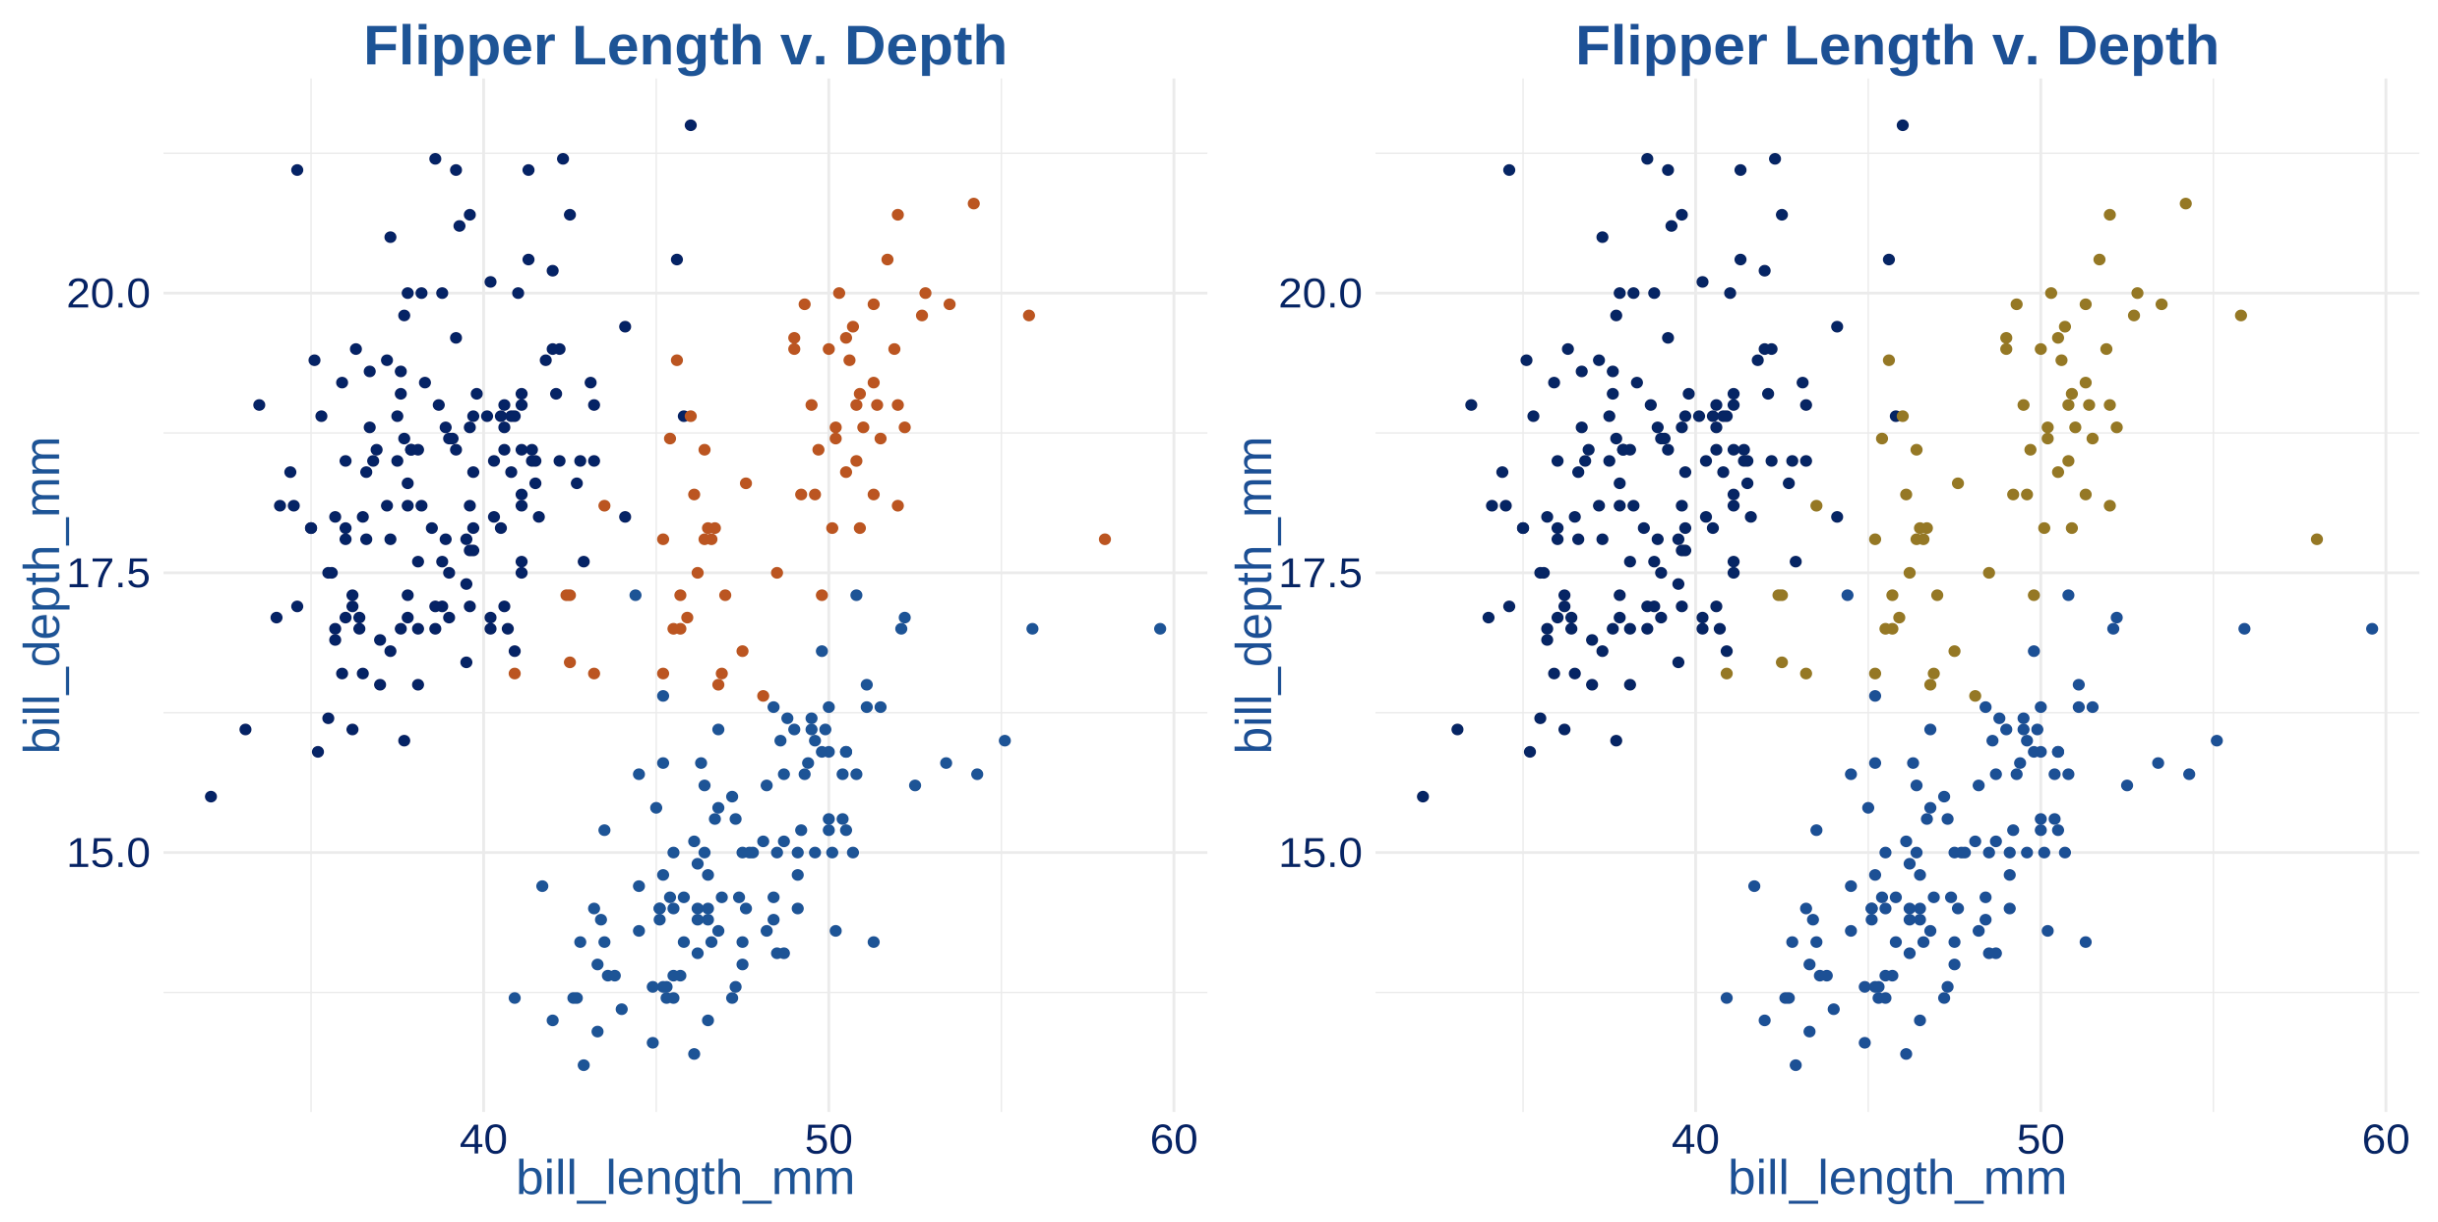 Flipper Length v. Depth
bill_depth_mm
20.0
17.5
15.0
40 50 60
bill_length_mm
Flipper Length v. Depth
bill_depth_mm
20.0
17.5
15.0
40 50 60
bill_length_mm